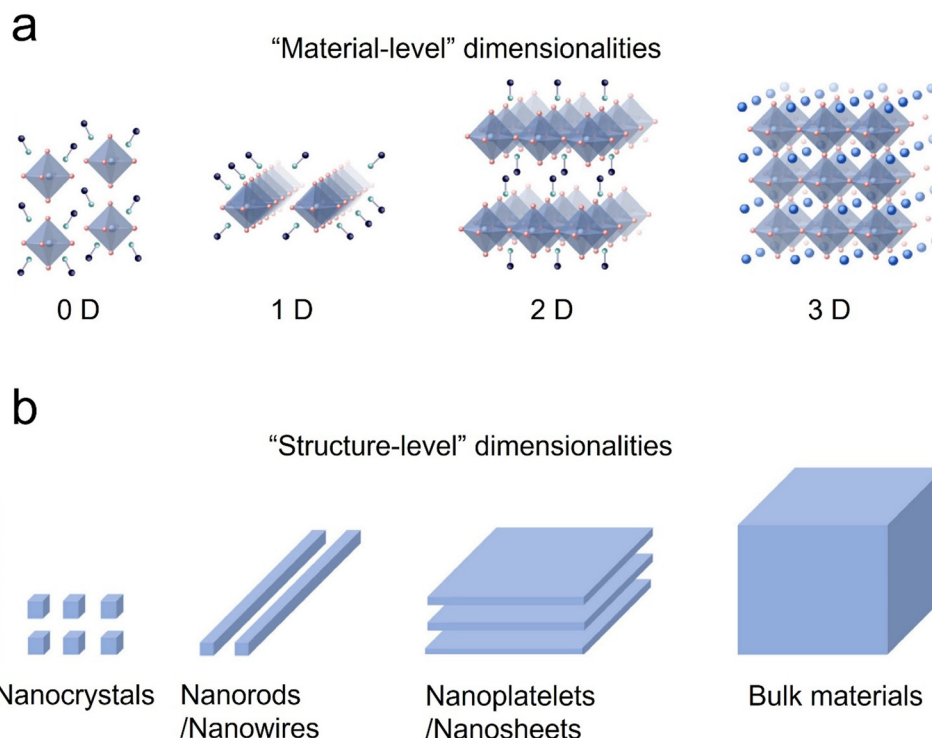 a
“Material-level” dimensionalities
0 D 1 D 2 D 3 D
b
“Structure-level” dimensionalities
Nanocrystals Nanorods Nanoplatelets Bulk materials
/Nanowires /Nanosheets